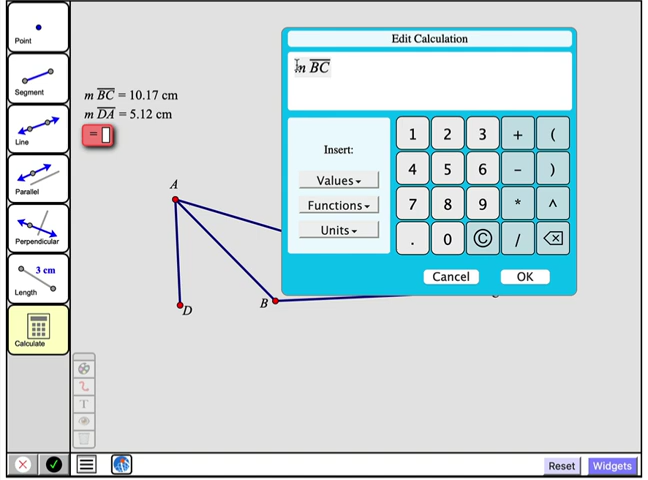 Point
Segment
Line
Parallel
Perpendicular
3 cm
Length
Calculate
m BC = 10.17 cm
m DA = 5.12 cm
=
A
D
B
Edit Calculation
m BC
Insert:
Values
Functions
Units
1 2 3 + (
4 5 6 - )
7 8 9 * ^
. 0 © /
Cancel OK
T
Reset Widgets